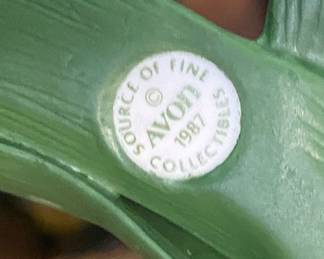 SOURCE OF FINE
©
AVON
1987
COLLECTIBLES